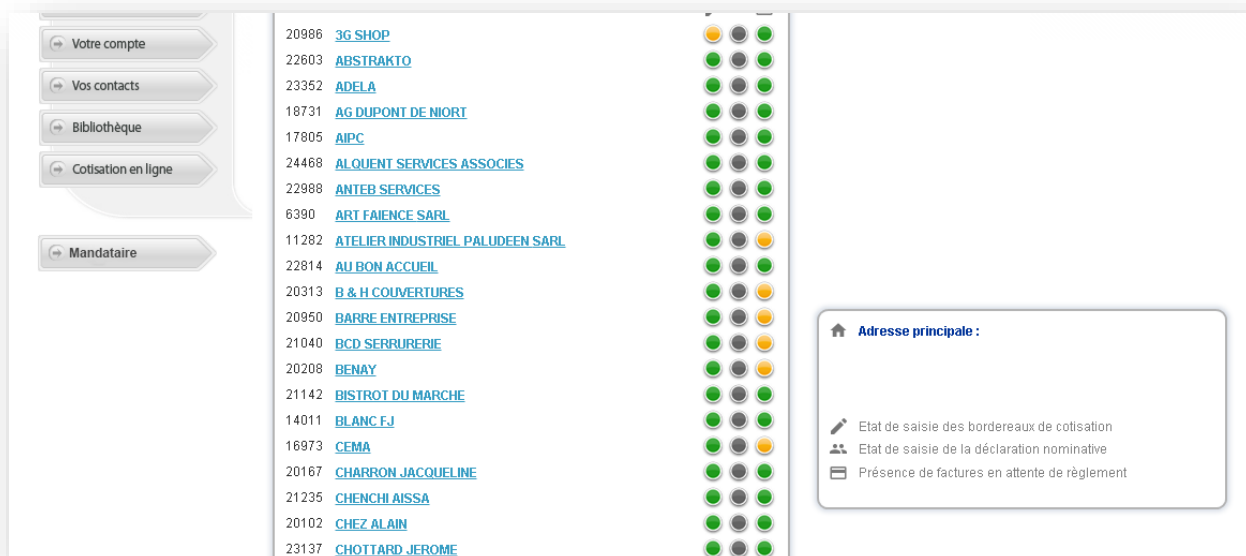 Votre compte
Vos contacts
Bibliothèque
Cotisation en ligne
Mandataire
20986 3G SHOP
22603 ABSTRAKTO
23352 ADELA
18731 AG DUPONT DE NIORT
17805 AIPC
24468 ALQUENT SERVICES ASSOCIES
22988 ANTEB SERVICES
6390 ART FAIENCE SARL
11282 ATELIER INDUSTRIEL PALUDEEN SARL
22814 AU BON ACCUEIL
20313 B & H COUVERTURES
20950 BARRE ENTREPRISE
21040 BCD SERRURERIE
20208 BENAY
21142 BISTROT DU MARCHE
14011 BLANC FJ
16973 CEMA
20167 CHARRON JACQUELINE
21235 CHENCHI AISSA
20102 CHEZ ALAIN
23137 CHOTTARD JEROME
Adresse principale :
Etat de saisie des bordereaux de cotisation
Etat de saisie de la déclaration nominative
Présence de factures en attente de règlement